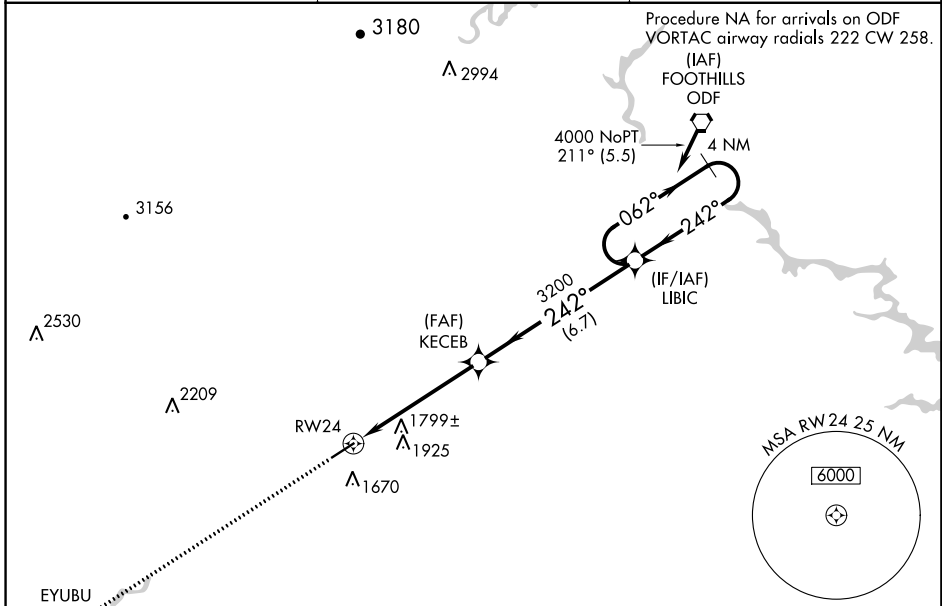 Procedure NA for arrivals on ODF
VORTAC airway radials 222 CW 258.
3180
2994
(IAF)
FOOTHILLS
ODF
4000 NoPT
211° (5.5)
4 NM
3156
062°
242°
(IF/IAF)
LIBIC
3200
242°
(6.7)
(FAF)
KECEB
2530
2209
RW24
1799±
1925
1670
MSA RW24 25 NM
6000
EYUBU